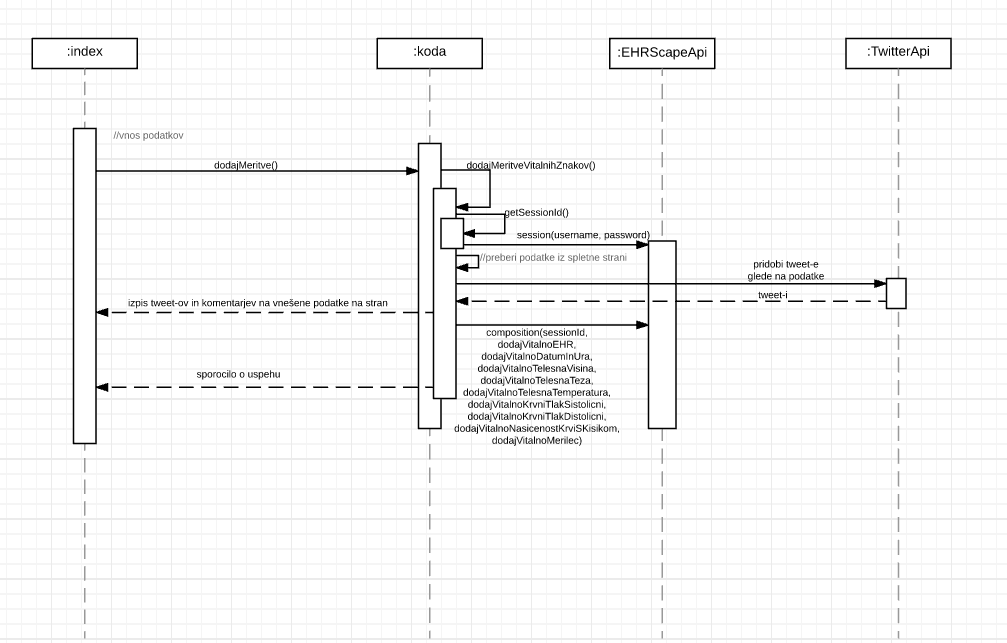 :index
:koda
:EHRScapeApi
:TwitterApi
//vnos podatkov
dodajMeritve()
dodajMeritveVitalnihZnakov()
getSessionId()
session(username, password)
//preberi podatke iz spletne strani
pridobi tweet-e
glede na podatke
tweet-i
izpis tweet-ov in komentarjev na vnešene podatke na stran
composition(sessionId,
dodajVitalnoEHR,
dodajVitalnoDatumInUra,
dodajVitalnoTelesnaVisina,
dodajVitalnoTelesnaTeza,
dodajVitalnoTelesnaTemperatura,
dodajVitalnoKrvniTlakSistolicni,
dodajVitalnoKrvniTlakDistolicni,
dodajVitalnoNasicenostKrviSKisikom,
dodajVitalnoMerilec)
sporocilo o uspehu